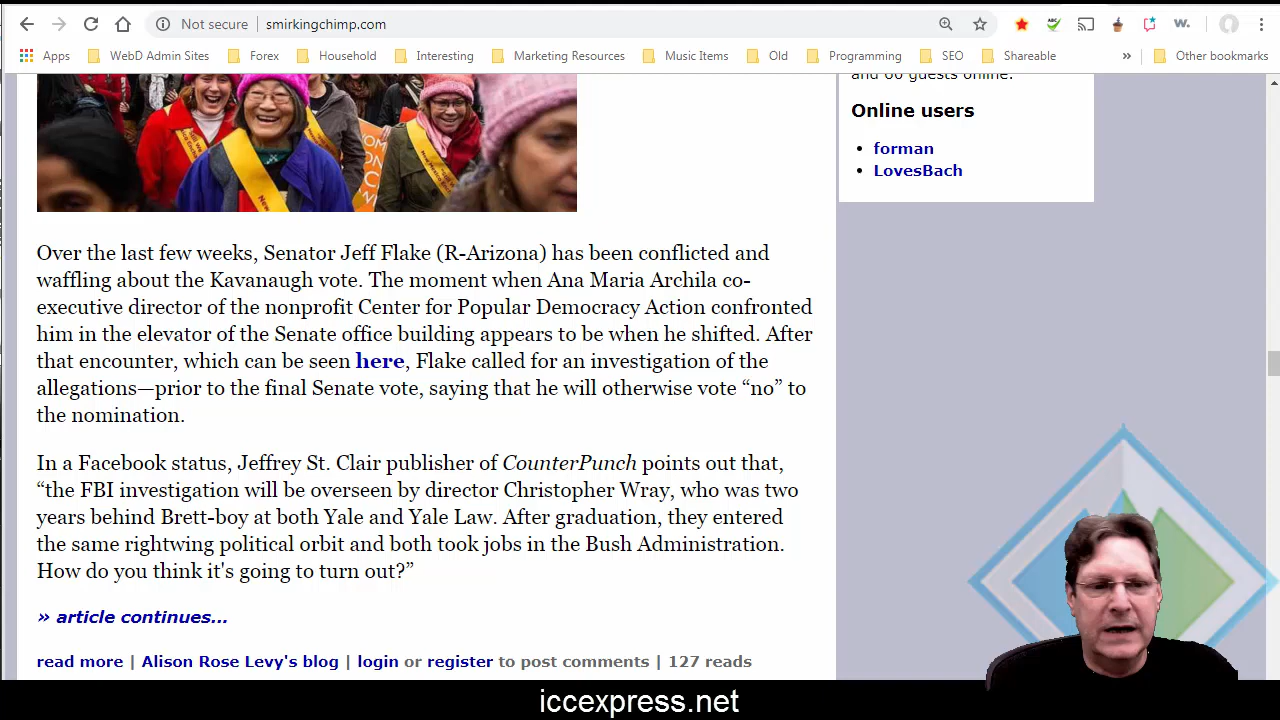 Not secure | smirkingchimp.com
Apps WebD Admin Sites Forex Household Interesting Marketing Resources Music Items Old Programming SEO Shareable » Other bookmarks
and 60 guests online.
Online users
• forman
• LovesBach
Over the last few weeks, Senator Jeff Flake (R-Arizona) has been conflicted and
waffling about the Kavanaugh vote. The moment when Ana Maria Archila co-
executive director of the nonprofit Center for Popular Democracy Action confronted
him in the elevator of the Senate office building appears to be when he shifted. After
that encounter, which can be seen here, Flake called for an investigation of the
allegations—prior to the final Senate vote, saying that he will otherwise vote “no” to
the nomination.
In a Facebook status, Jeffrey St. Clair publisher of CounterPunch points out that,
“the FBI investigation will be overseen by director Christopher Wray, who was two
years behind Brett-boy at both Yale and Yale Law. After graduation, they entered
the same rightwing political orbit and both took jobs in the Bush Administration.
How do you think it's going to turn out?”
» article continues...
read more | Alison Rose Levy's blog | login or register to post comments | 127 reads
iccexpress.net